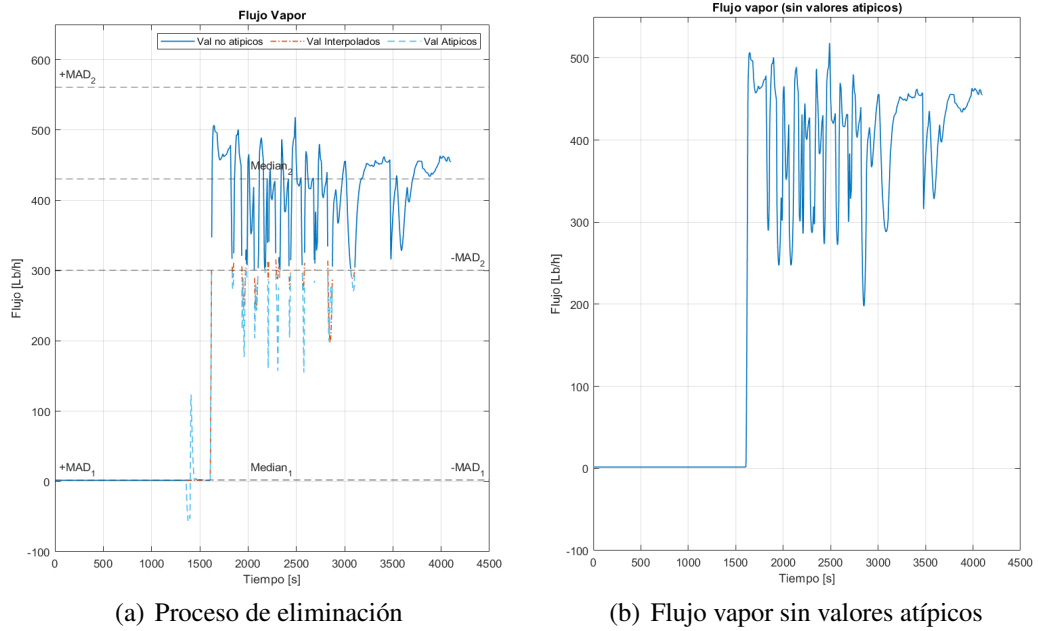 Flujo Vapor
Val no atipicos Val Interpolados Val Atipicos
600
500
400
300
200
100
0
-100
+MAD2
Median2
-MAD2
+MAD1 Median1 -MAD1
Flujo [Lb/h]
0 500 1000 1500 2000 2500 3000 3500 4000 4500
Tiempo [s]
(a) Proceso de eliminación
Flujo vapor (sin valores atipicos)
500
400
300
200
100
0
-100
Flujo [Lb/h]
0 500 1000 1500 2000 2500 3000 3500 4000 4500
Tiempo [s]
(b) Flujo vapor sin valores atípicos